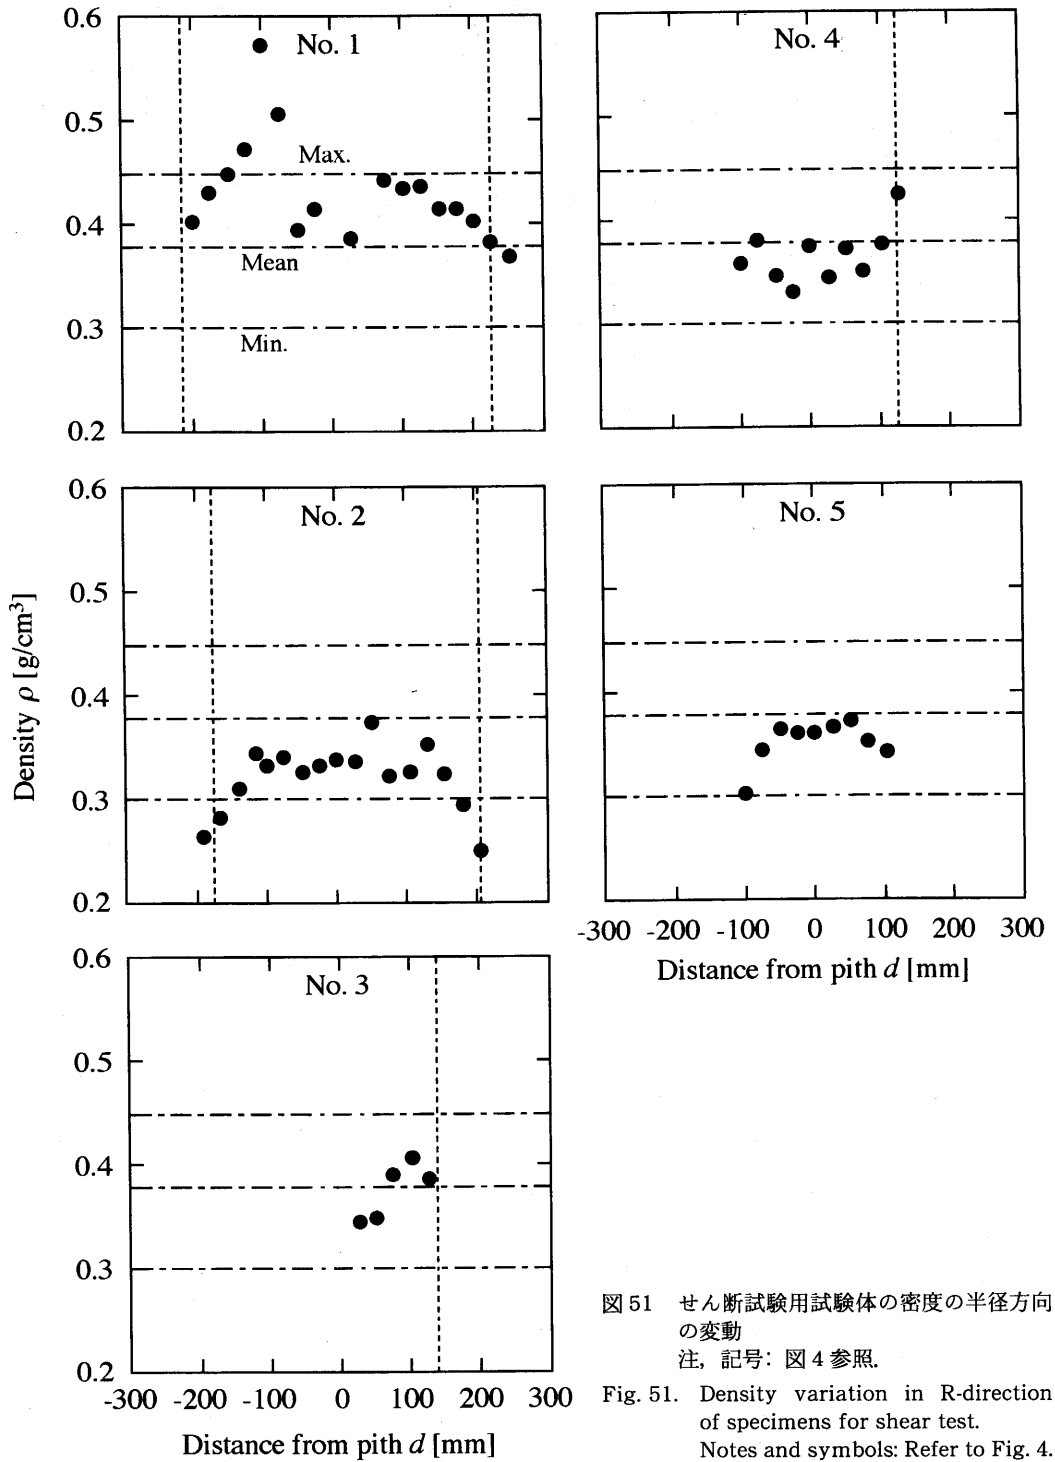 No. 1
0.6
0.5
0.4
0.3
0.2
Max.
Mean
Min.
No. 4
No. 2
0.6
0.5
0.4
0.3
0.2
Density ρ [g/cm³]
No. 5
-300 -200 -100 0 100 200 300
Distance from pith d [mm]
No. 3
0.6
0.5
0.4
0.3
0.2
-300 -200 -100 0 100 200 300
Distance from pith d [mm]
図51 せん断試験用試験体の密度の半径方向
の変動
注, 記号: 図4参照.
Fig. 51. Density variation in R-direction
of specimens for shear test.
Notes and symbols: Refer to Fig. 4.